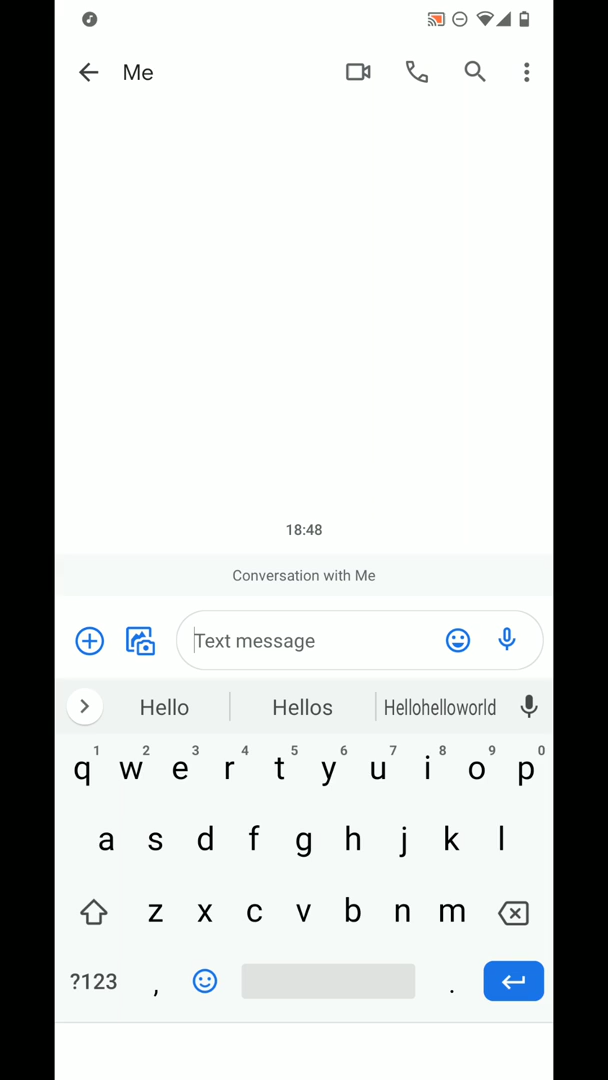 Me
18:48
Conversation with Me
Text message
Hello Hellos Hellohelloworld
1 2 3 4 5 6 7 8 9 0
q w e r t y u i o p
a s d f g h j k l
z x c v b n m
?123 , .